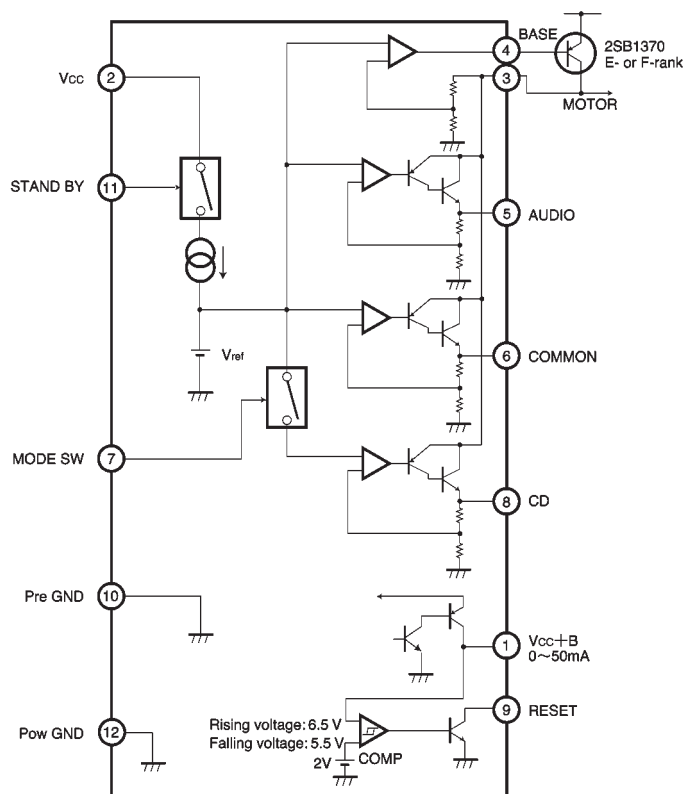 BASE
4
2SB1370
E- or F-rank
Vcc
2
3
MOTOR
STAND BY
11
5
AUDIO
Vref
6
COMMON
MODE SW
7
8
CD
Pre GND
10
1
Vcc+B
0～50mA
9
RESET
Rising voltage: 6.5 V
Falling voltage: 5.5 V
Pow GND
12
2V
COMP